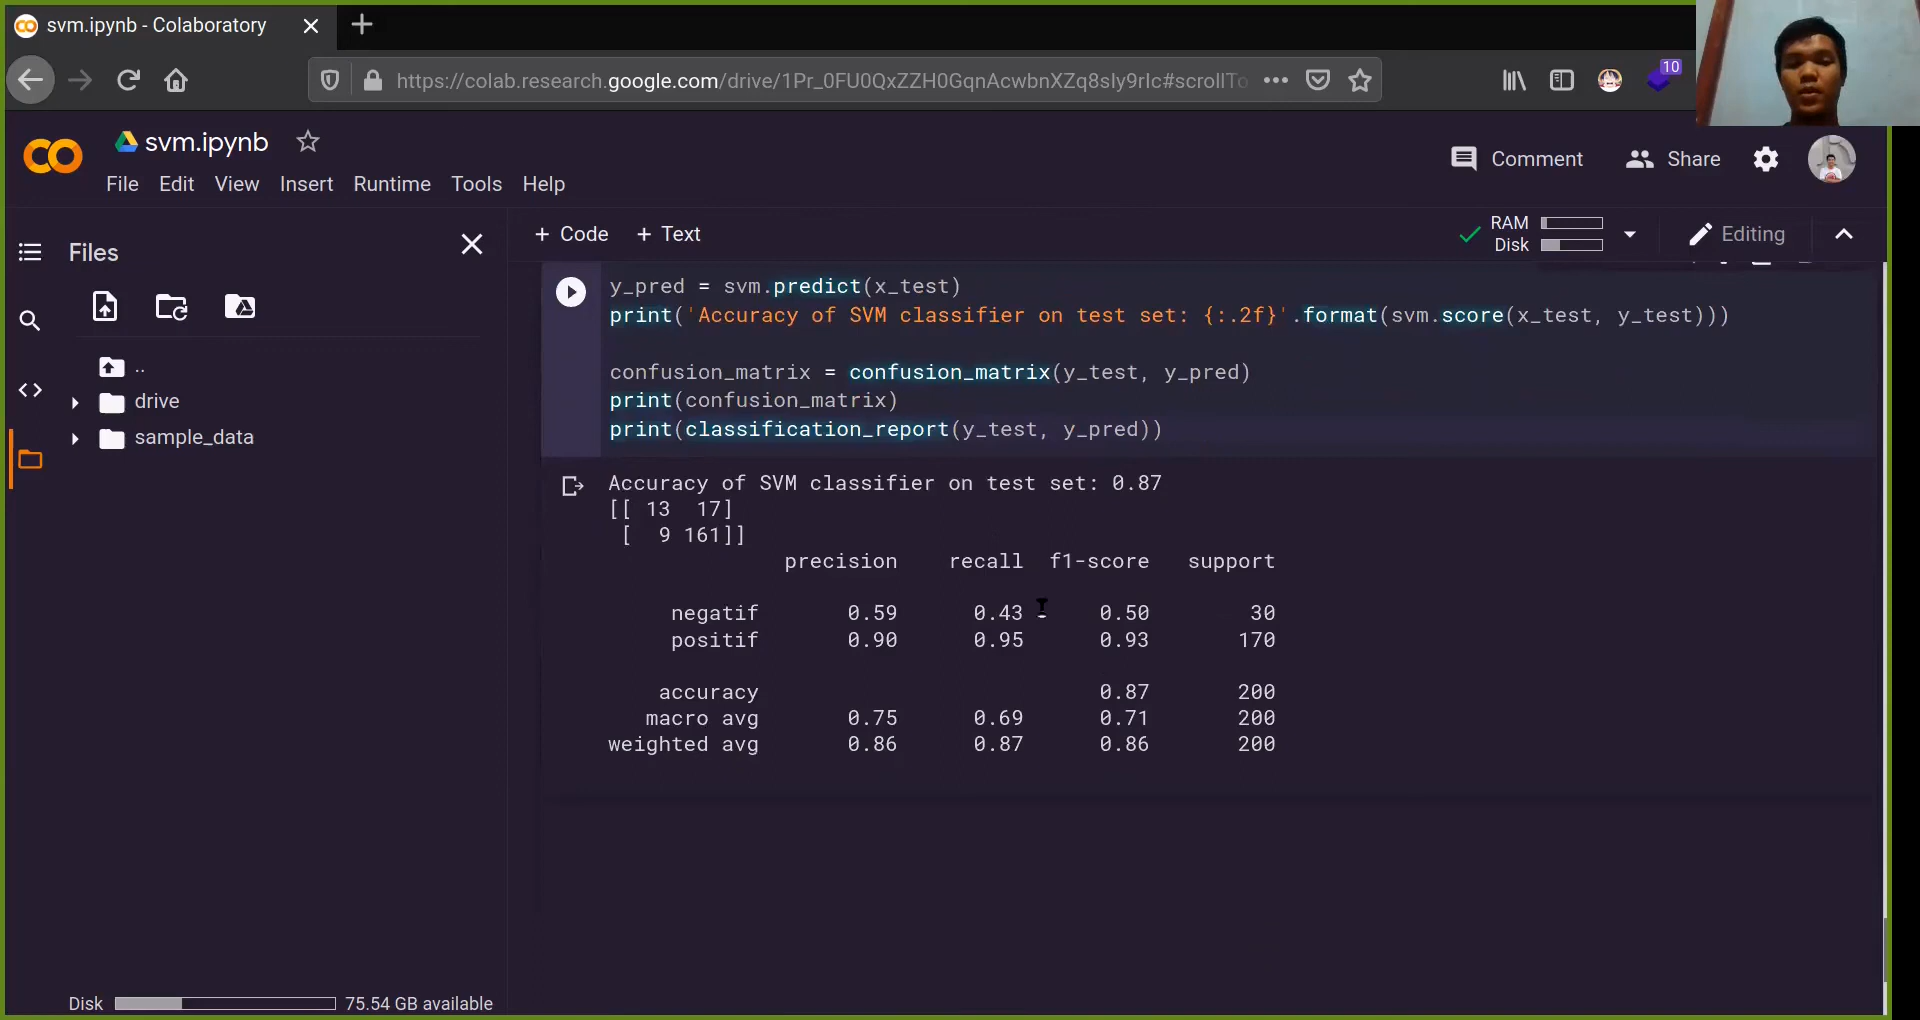 svm.ipynb - Colaboratory
https://colab.research.google.com/drive/1Pr_0FU0QxZZH0GqnAcwbnXZq8sIy9rIc#scrollTo
10
svm.ipynb
Comment
Share
File Edit View Insert Runtime Tools Help
Files
+ Code + Text
RAM
Disk
Editing
..
drive
sample_data
y_pred = svm.predict(x_test)
print('Accuracy of SVM classifier on test set: {:.2f}'.format(svm.score(x_test, y_test)))
confusion_matrix = confusion_matrix(y_test, y_pred)
print(confusion_matrix)
print(classification_report(y_test, y_pred))
Accuracy of SVM classifier on test set: 0.87
[[ 13 17]
[ 9 161]]
precision recall f1-score support
negatif 0.59 0.43 0.50 30
positif 0.90 0.95 0.93 170
accuracy 0.87 200
macro avg 0.75 0.69 0.71 200
weighted avg 0.86 0.87 0.86 200
Disk 75.54 GB available